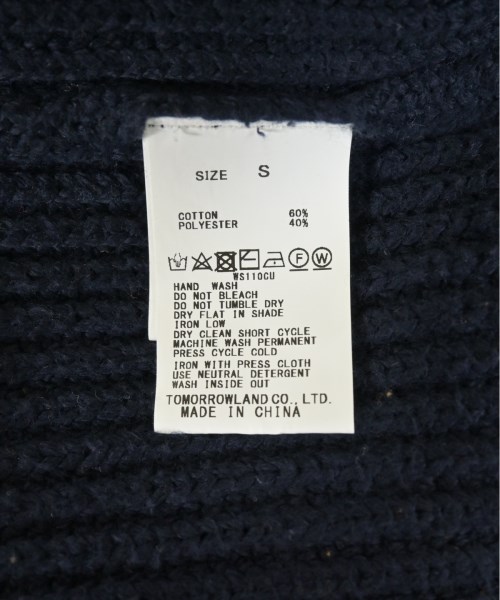 SIZE S
COTTON 60%
POLYESTER 40%
F W
WS110CU
HAND WASH
DO NOT BLEACH
DO NOT TUMBLE DRY
DRY FLAT IN SHADE
IRON LOW
DRY CLEAN SHORT CYCLE
MACHINE WASH PERMANENT
PRESS CYCLE COLD
IRON WITH PRESS CLOTH
USE NEUTRAL DETERGENT
WASH INSIDE OUT
TOMORROWLAND CO., LTD.
MADE IN CHINA